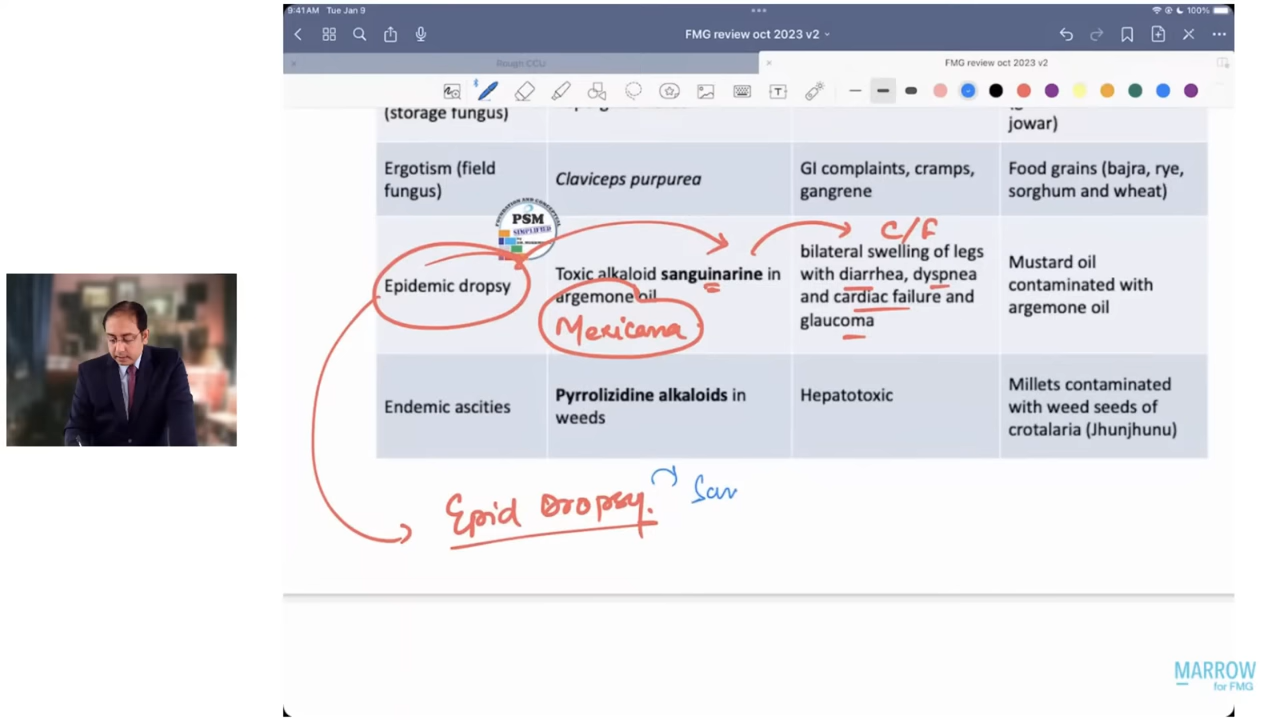 9:41AM Tue Jan 9
100%
FMG review oct 2023 v2
Rough CCU
FMG review oct 2023 v2
(storage fungus)
jowar)
Ergotism (field
fungus)
Claviceps purpurea
GI complaints, cramps,
gangrene
Food grains (bajra, rye,
sorghum and wheat)
PSM
SIMPLIFIED
C/F
Epidemic dropsy
Toxic alkaloid sanguinarine in
argemone oil
Mexicana
bilateral swelling of legs
with diarrhea, dyspnea
and cardiac failure and
glaucoma
Mustard oil
contaminated with
argemone oil
Endemic ascities
Pyrrolizidine alkaloids in
weeds
Hepatotoxic
Millets contaminated
with weed seeds of
crotalaria (Jhunjhunu)
Epid Dropsy.
San
MARROW
for FMG